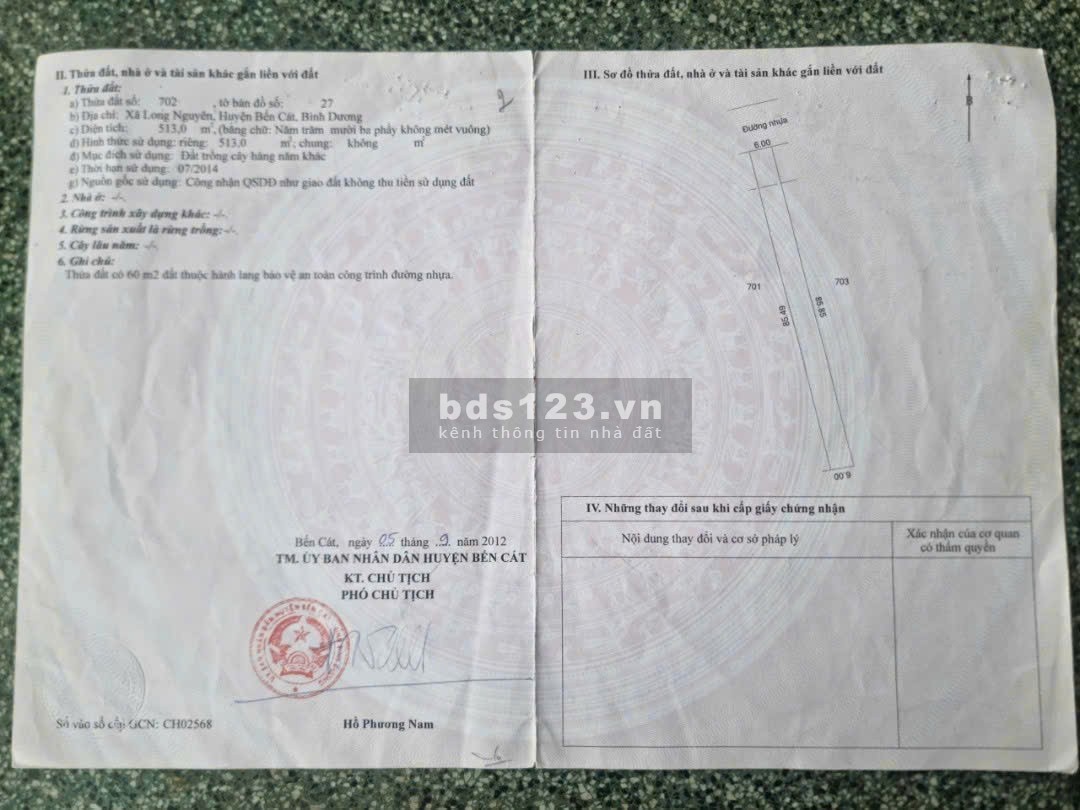 II. Thửa đất, nhà ở và tài sản khác gắn liền với đất
1. Thửa đất:
a) Thửa đất số: 702 , tờ bản đồ số: 27
b) Địa chỉ: Xã Long Nguyên, Huyện Bến Cát, Bình Dương
c) Diện tích: 513,0 m², (bằng chữ: Năm trăm mười ba phẩy không mét vuông)
d) Hình thức sử dụng: riêng: 513,0 m²; chung: không m²
đ) Mục đích sử dụng: Đất trồng cây hàng năm khác
e) Thời hạn sử dụng: 07/2014
g) Nguồn gốc sử dụng: Công nhận QSDĐ như giao đất không thu tiền sử dụng đất
2. Nhà ở: -/-.
3. Công trình xây dựng khác: -/-.
4. Rừng sản xuất là rừng trồng: -/-.
5. Cây lâu năm: -/-.
6. Ghi chú:
Thửa đất có 60 m2 đất thuộc hành lang bảo vệ an toàn công trình đường nhựa.
Bến Cát, ngày 05 tháng .9. năm 2012
TM. ỦY BAN NHÂN DÂN HUYỆN BẾN CÁT
KT. CHỦ TỊCH
PHÓ CHỦ TỊCH
Hồ Phương Nam
Số vào sổ cấp GCN: CH02568
III. Sơ đồ thửa đất, nhà ở và tài sản khác gắn liền với đất
B
Đường nhựa
6.00
701
703
85.49
85.85
6.00
IV. Những thay đổi sau khi cấp giấy chứng nhận
Nội dung thay đổi và cơ sở pháp lý
Xác nhận của cơ quan
có thẩm quyền
bds123.vn
kênh thông tin nhà đất